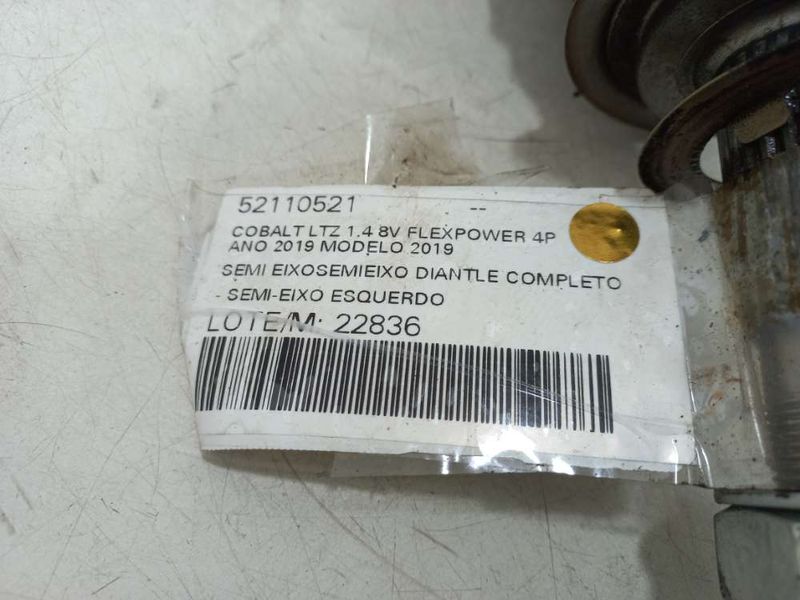 52110521 --
COBALT LTZ 1.4 8V FLEXPOWER 4P
ANO 2019 MODELO 2019
SEMI EIXOSEMIEIXO DIANTLE COMPLETO
- SEMI-EIXO ESQUERDO
LOTE/M: 22836